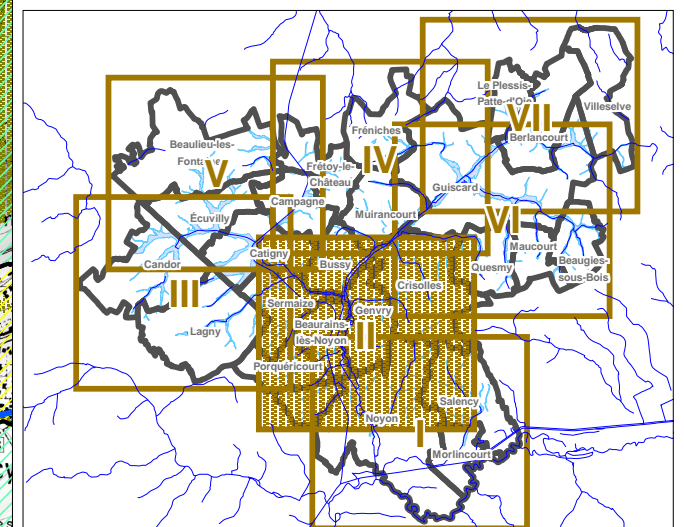 Le Plessis-
Patte-d'Oie
Villeselve
VII
Fréniches
Berlancourt
Beaulieu-les-
Fontaine
V
IV
Frétoy-le-
Château
Guiscard
Campagne
Muirancourt
Écuvilly
VI
Maucourt
Catigny
Bussy
Candor
Quesmy
Beaugies-
sous-Bois
Crisolles
III
Sermaize
Genvry
Lagny
Beaurains-
lès-Noyon
II
Porquéricourt
Salency
Noyon
I
Morlincourt